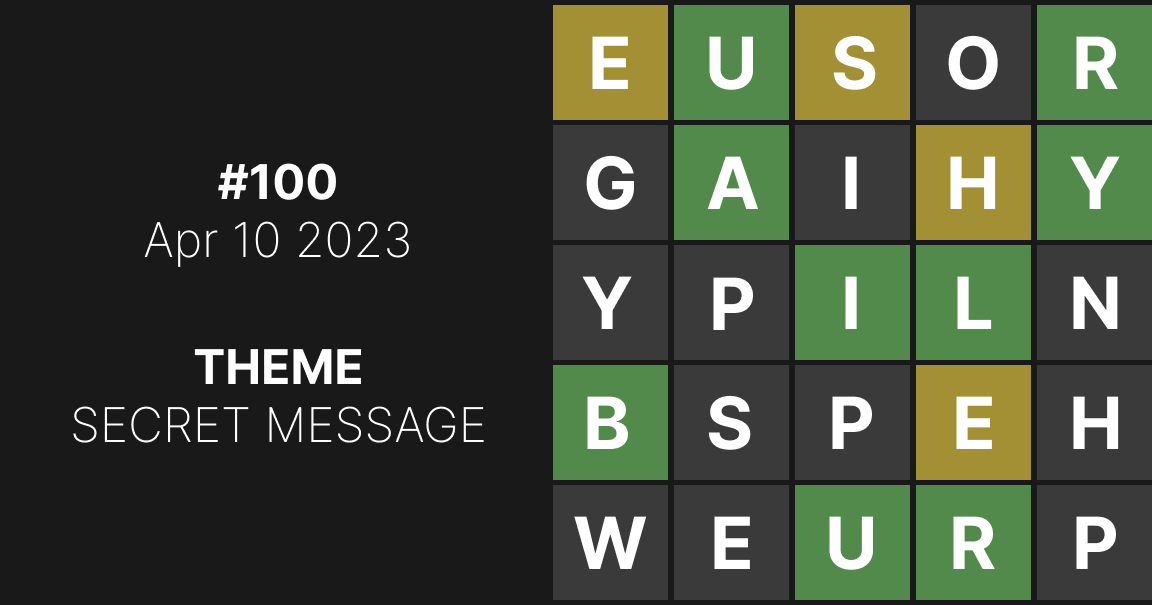 #100
Apr 10 2023
THEME
SECRET MESSAGE
E U S O R
G A I H Y
Y P I L N
B S P E H
W E U R P